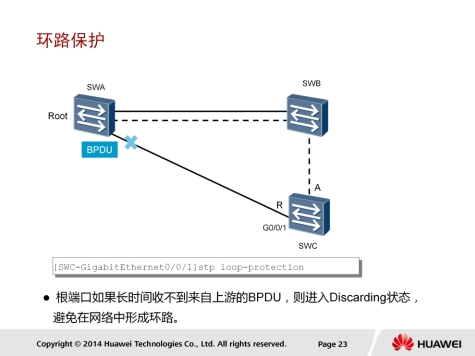 环路保护
SWA
SWB
Root
BPDU
A
R
G0/0/1
SWC
[SWC-GigabitEthernet0/0/1]stp loop-protection
● 根端口如果长时间收不到来自上游的BPDU，则进入Discarding状态，
避免在网络中形成环路。
Copyright © 2014 Huawei Technologies Co., Ltd. All rights reserved.
Page 23
HUAWEI